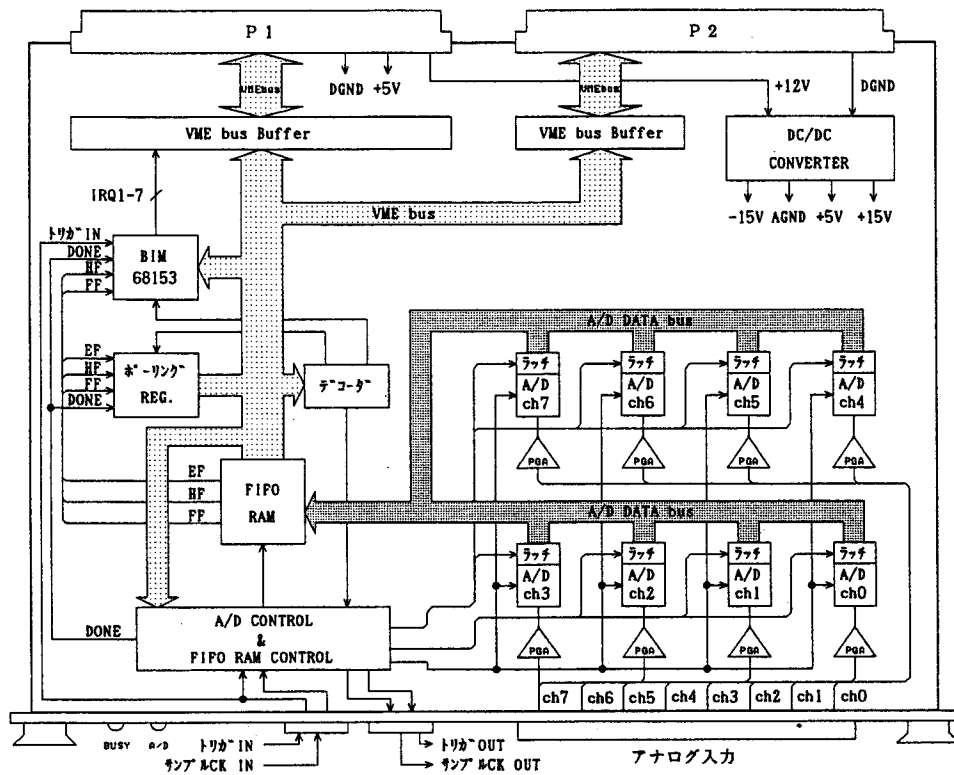 P 1
P 2
VMEbus
DGND +5V
VMEbus
+12V
DGND
VME bus Buffer
VME bus Buffer
DC/DC
CONVERTER
IRQ1-7
VME bus
-15V AGND +5V +15V
トリガIN
DONE
HF
FF
BIM
68153
A/D DATA bus
EF
HF
FF
DONE
ポーリング
REG.
デコーダ
ラッチ
A/D
ch7
ラッチ
A/D
ch6
ラッチ
A/D
ch5
ラッチ
A/D
ch4
PGA
PGA
PGA
PGA
EF
HF
FF
FIFO
RAM
A/D DATA bus
ラッチ
A/D
ch3
ラッチ
A/D
ch2
ラッチ
A/D
ch1
ラッチ
A/D
ch0
DONE
A/D CONTROL
&
FIFO RAM CONTROL
PGA
PGA
PGA
PGA
ch7 ch6 ch5 ch4 ch3 ch2 ch1 ch0
BUSY A/D
トリガIN
サンプルCK IN
トリガOUT
サンプルCK OUT
アナログ入力